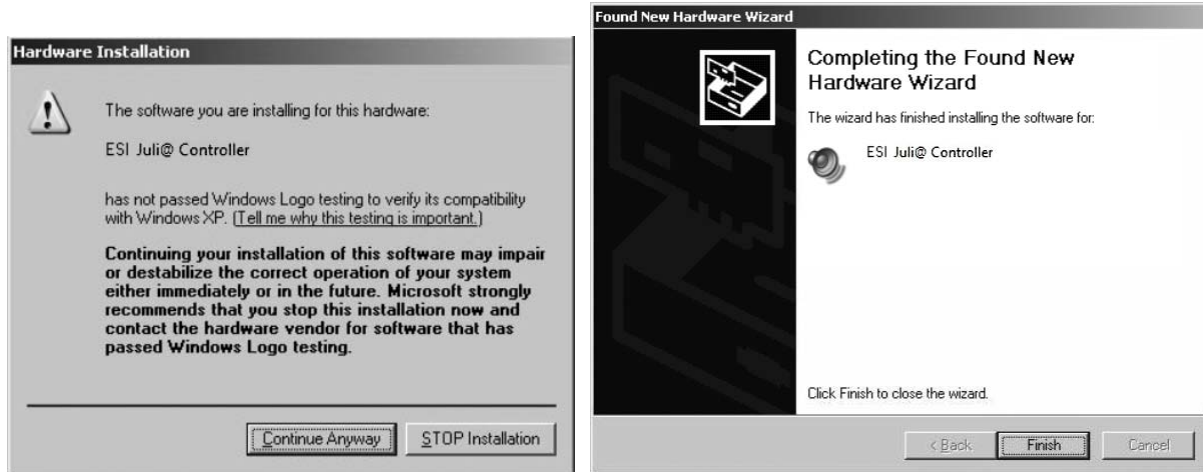 Hardware Installation
The software you are installing for this hardware:
ESI Juli@ Controller
has not passed Windows Logo testing to verify its compatibility
with Windows XP. (Tell me why this testing is important.)
Continuing your installation of this software may impair
or destabilize the correct operation of your system
either immediately or in the future. Microsoft strongly
recommends that you stop this installation now and
contact the hardware vendor for software that has
passed Windows Logo testing.
Continue Anyway
STOP Installation
Found New Hardware Wizard
Completing the Found New
Hardware Wizard
The wizard has finished installing the software for:
ESI Juli@ Controller
Click Finish to close the wizard.
< Back
Finish
Cancel